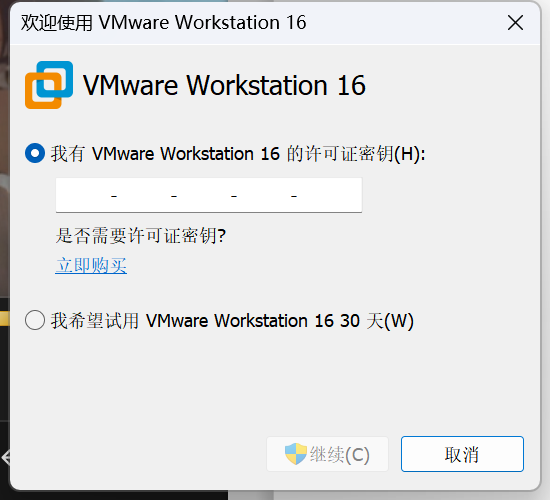 欢迎使用 VMware Workstation 16
VMware Workstation 16
我有 VMware Workstation 16 的许可证密钥(H):
- - - -
是否需要许可证密钥?
立即购买
我希望试用 VMware Workstation 16 30 天(W)
继续(C)
取消